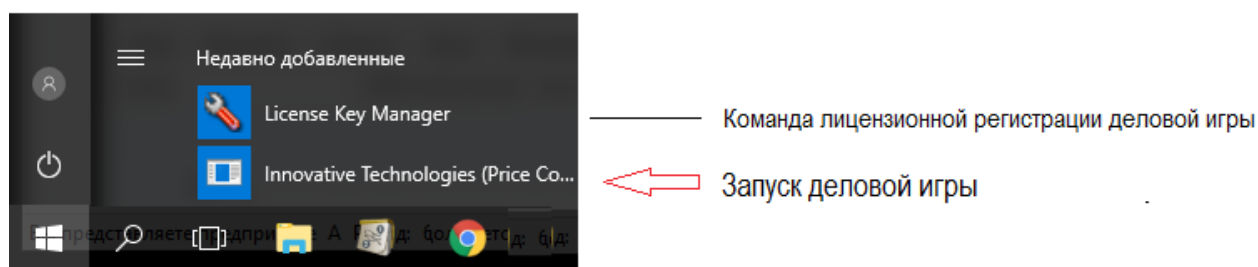 Недавно добавленные
License Key Manager
Команда лицензионной регистрации деловой игры
Innovative Technologies (Price Co...
Запуск деловой игры